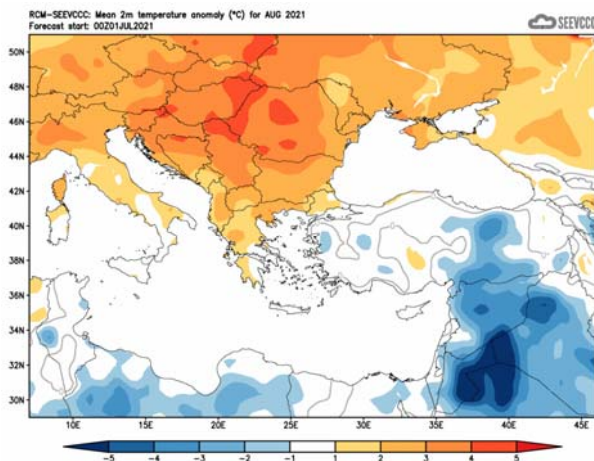 RCM-SEEVCCC: Mean 2m temperature anomaly (°C) for AUG 2021
Forecast start: 00Z01JUL2021
SEEVCCC
50N
48N
46N
44N
42N
40N
38N
36N
34N
32N
30N
10E 15E 20E 25E 30E 35E 40E 45E
-5 -4 -3 -2 -1 1 2 3 4 5